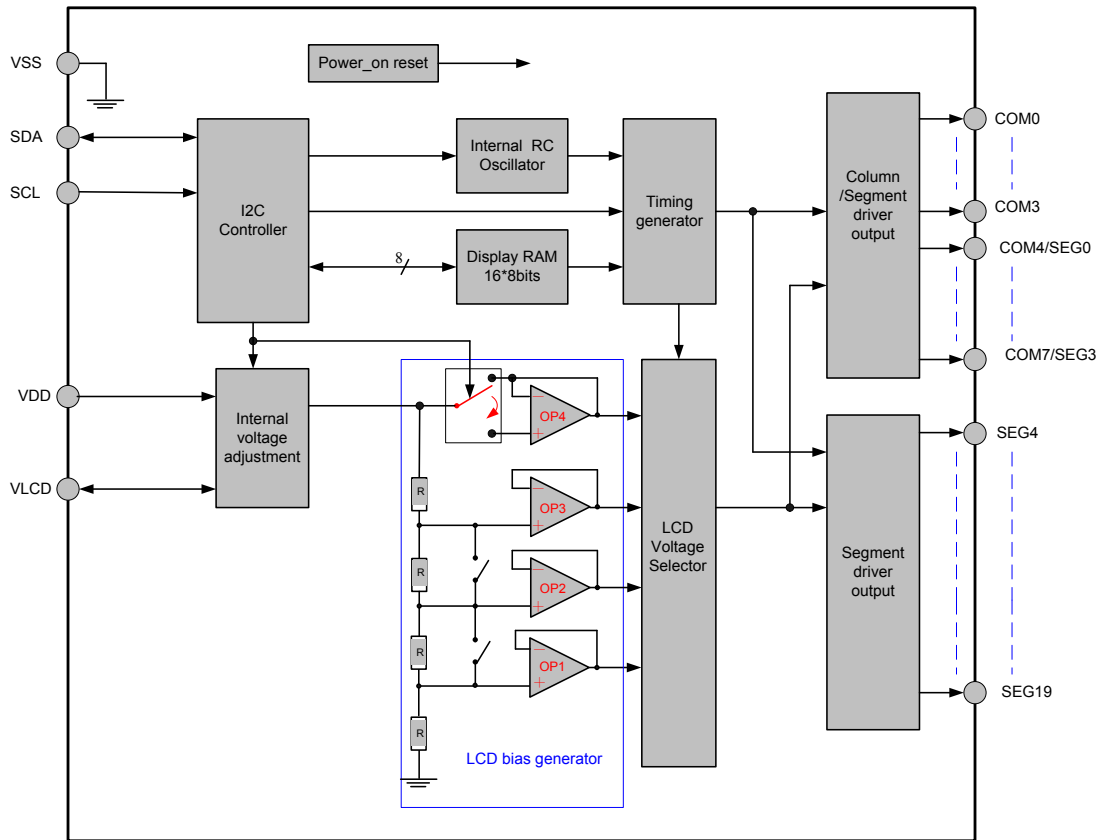 VSS
Power_on reset
SDA
SCL
I2C
Controller
Internal RC
Oscillator
8
Display RAM
16*8bits
Timing
generator
Column
/Segment
driver
output
COM0
COM3
COM4/SEG0
COM7/SEG3
VDD
VLCD
Internal
voltage
adjustment
R
R
R
R
OP4
OP3
OP2
OP1
−
+
−
+
−
+
−
+
LCD bias generator
LCD
Voltage
Selector
Segment
driver
output
SEG4
SEG19